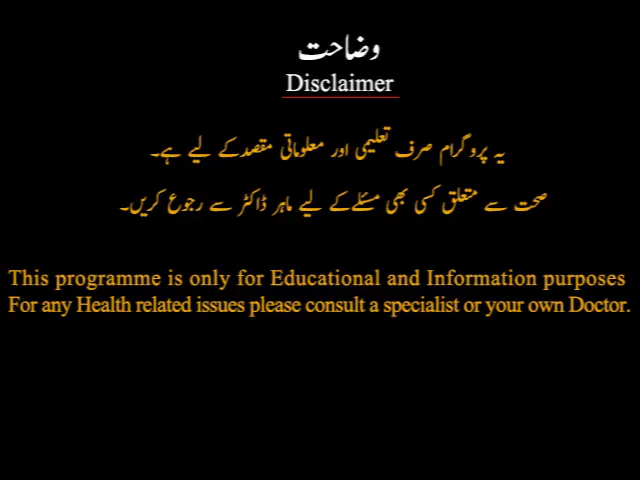 وضاحت
Disclaimer
یہ پروگرام صرف تعلیمی اور معلوماتی مقصد کے لیے ہے۔
صحت سے متعلق کسی بھی مسئلے کے لیے ماہر ڈاکٹر سے رجوع کریں۔
This programme is only for Educational and Information purposes
For any Health related issues please consult a specialist or your own Doctor.